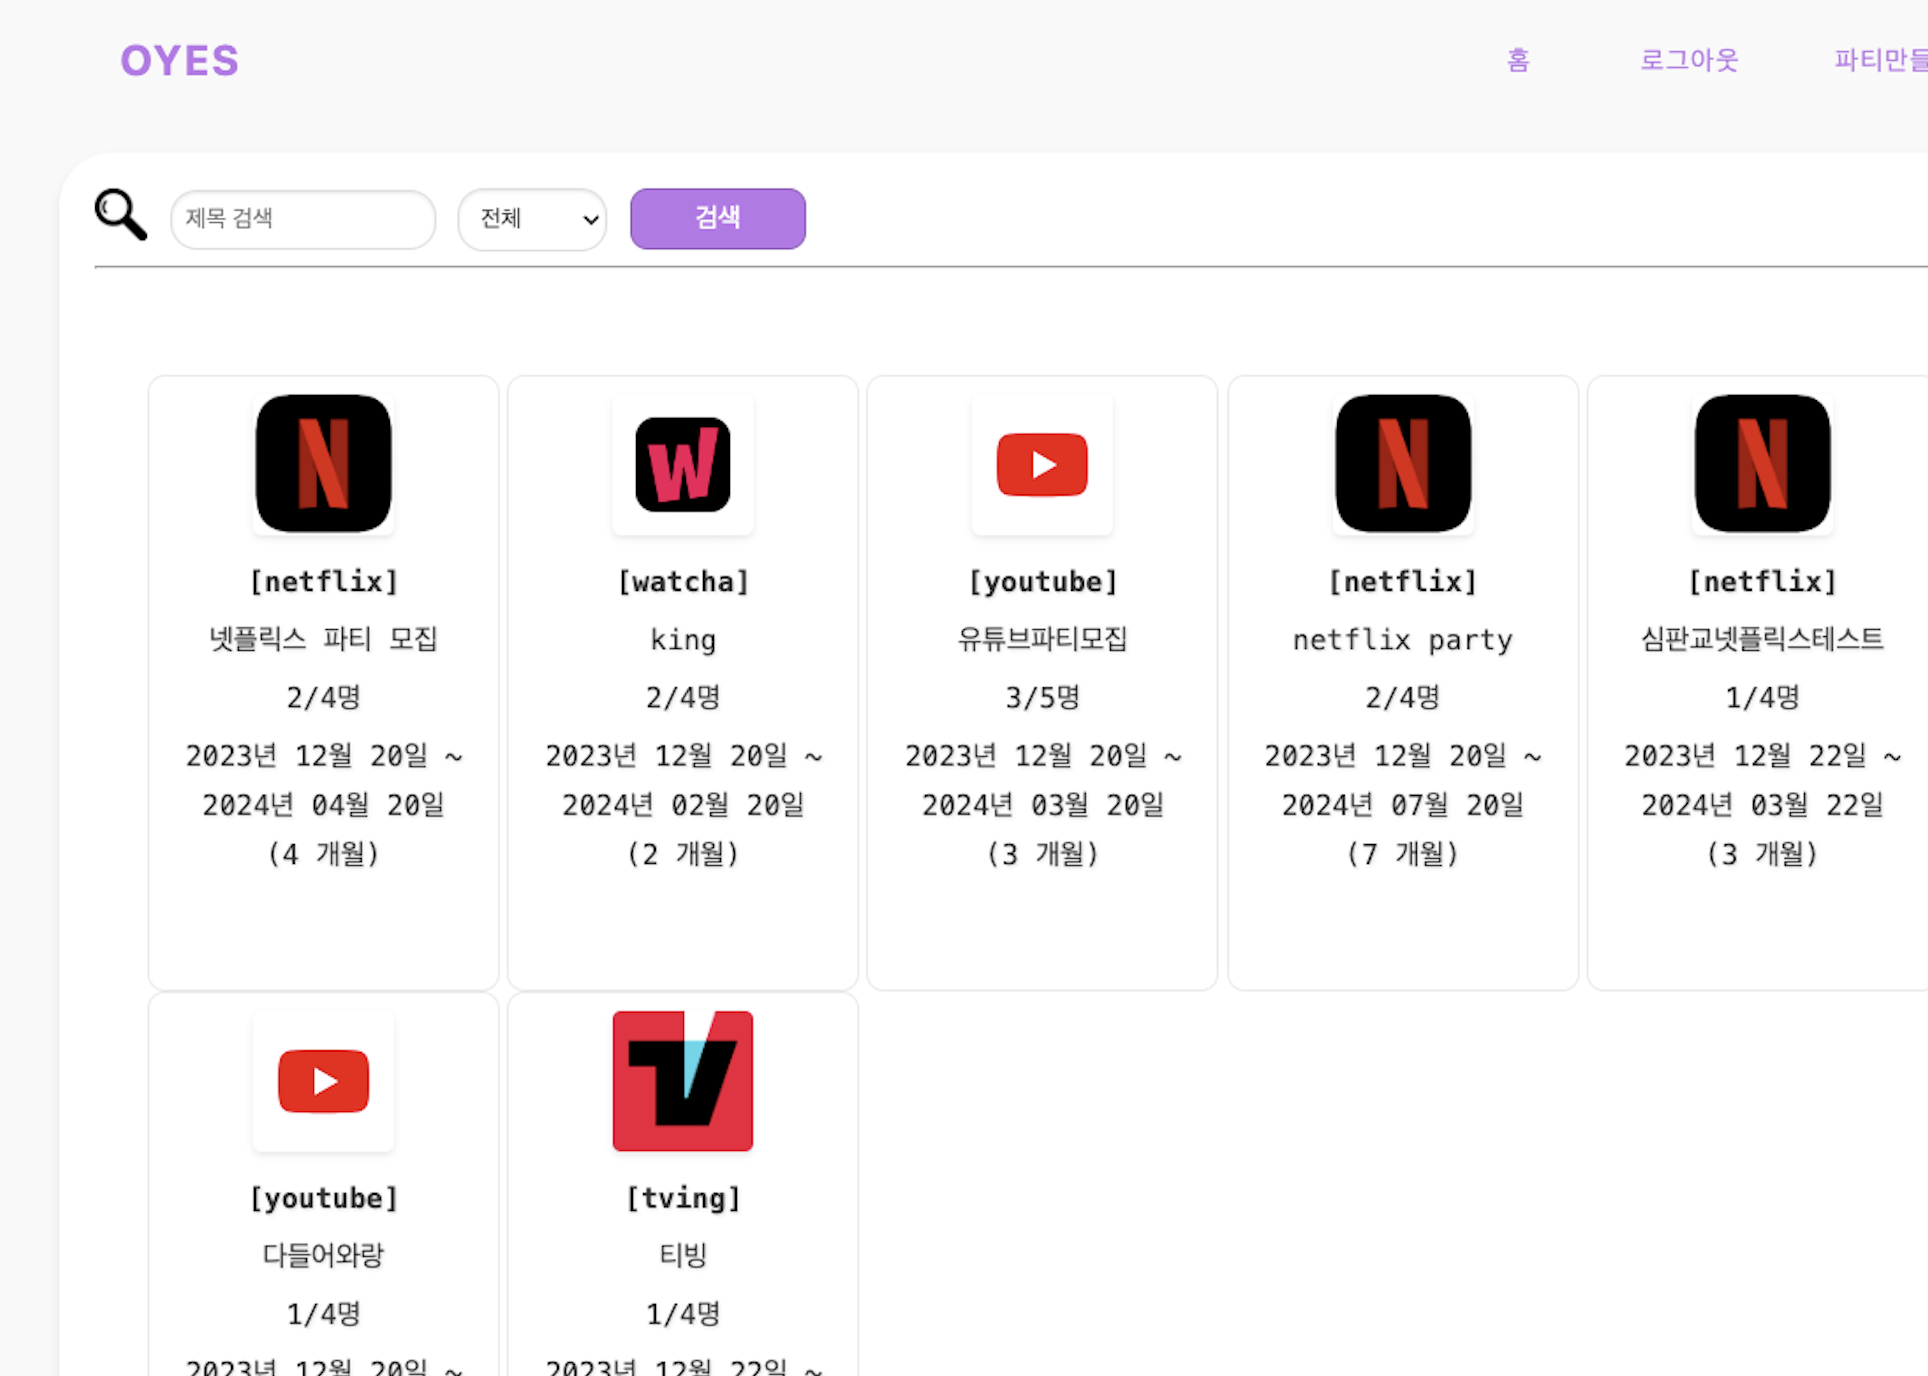 OYES
홈 로그아웃 파티만들
제목 검색 전체 검색
[netflix]
넷플릭스 파티 모집
2/4명
2023년 12월 20일 ~
2024년 04월 20일
(4 개월)
[watcha]
king
2/4명
2023년 12월 20일 ~
2024년 02월 20일
(2 개월)
[youtube]
유튜브파티모집
3/5명
2023년 12월 20일 ~
2024년 03월 20일
(3 개월)
[netflix]
netflix party
2/4명
2023년 12월 20일 ~
2024년 07월 20일
(7 개월)
[netflix]
심판교넷플릭스테스트
1/4명
2023년 12월 22일 ~
2024년 03월 22일
(3 개월)
[youtube]
다들어와랑
1/4명
2023년 12월 20일 ~
[tving]
티빙
1/4명
2023년 12월 22일 ~